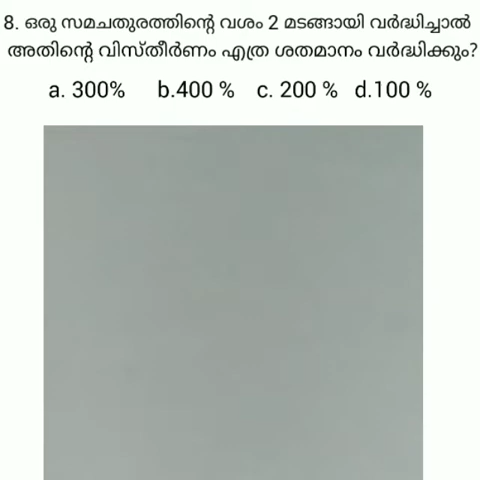 8. ഒരു സമചതുരത്തിന്റെ വശം 2 മടങ്ങായി വർദ്ധിച്ചാൽ
അതിന്റെ വിസ്തീർണം എത്ര ശതമാനം വർദ്ധിക്കും?
a. 300% b.400 % c. 200 % d.100 %